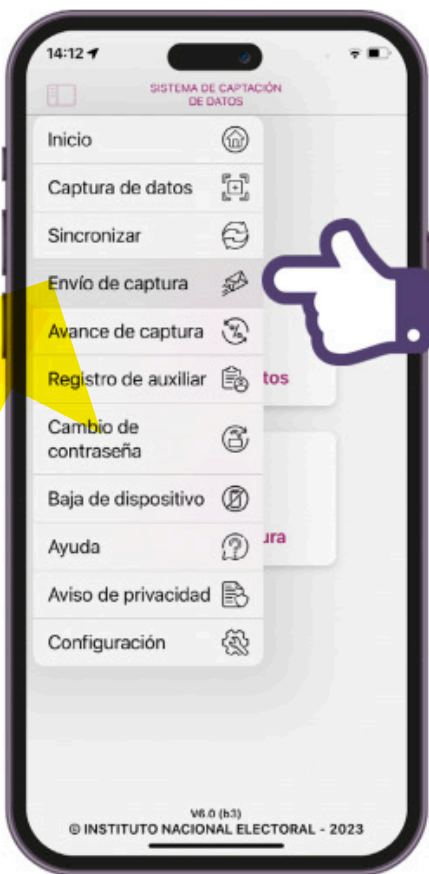 14:12
SISTEMA DE CAPTACIÓN
DE DATOS
Inicio
Captura de datos
Sincronizar
Envío de captura
Avance de captura
Registro de auxiliar
tos
Cambio de
contraseña
Baja de dispositivo
Ayuda
ura
Aviso de privacidad
Configuración
V6.0 (b3)
© INSTITUTO NACIONAL ELECTORAL - 2023